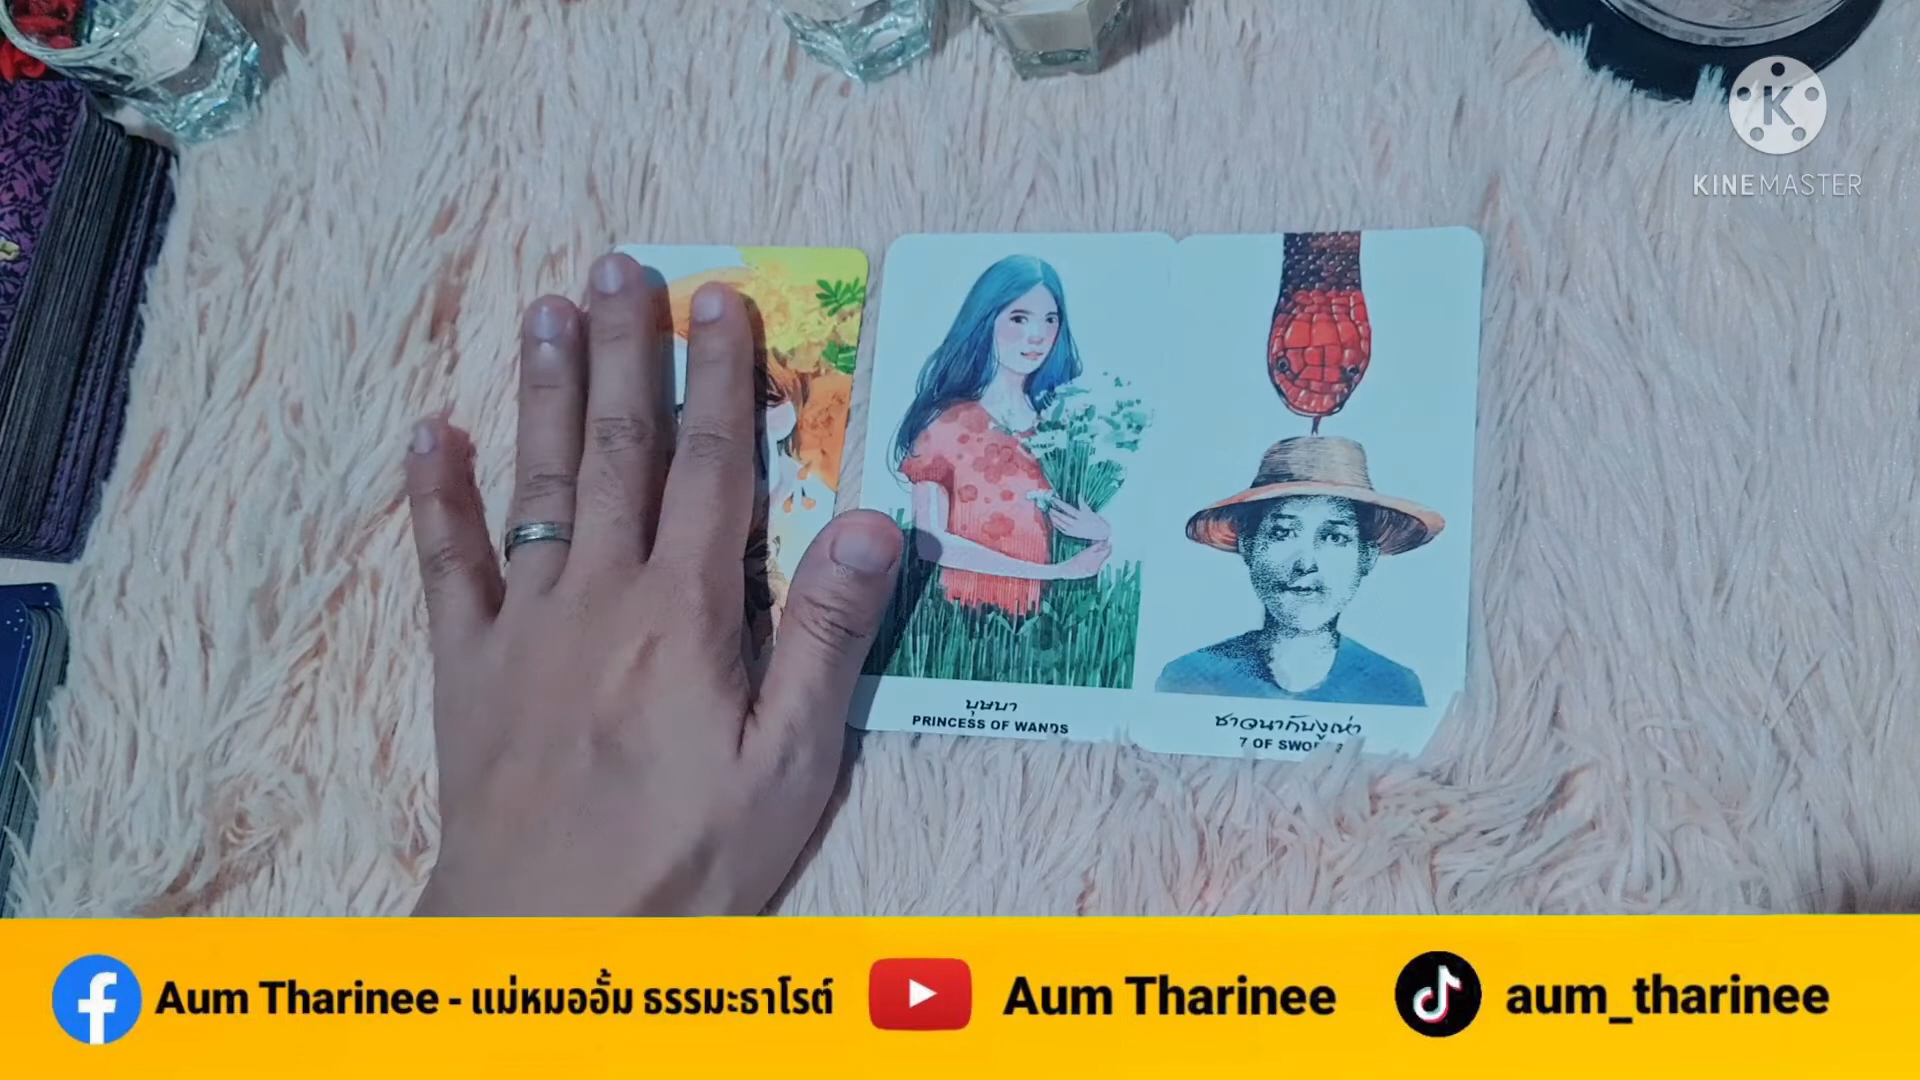 KINEMASTER
บุษบา
PRINCESS OF WANDS
ชาวนากับงูเห่า
7 OF SWORDS
Aum Tharinee - แม่หมออั้ม ธรรมะธาโรต์
Aum Tharinee
aum_tharinee